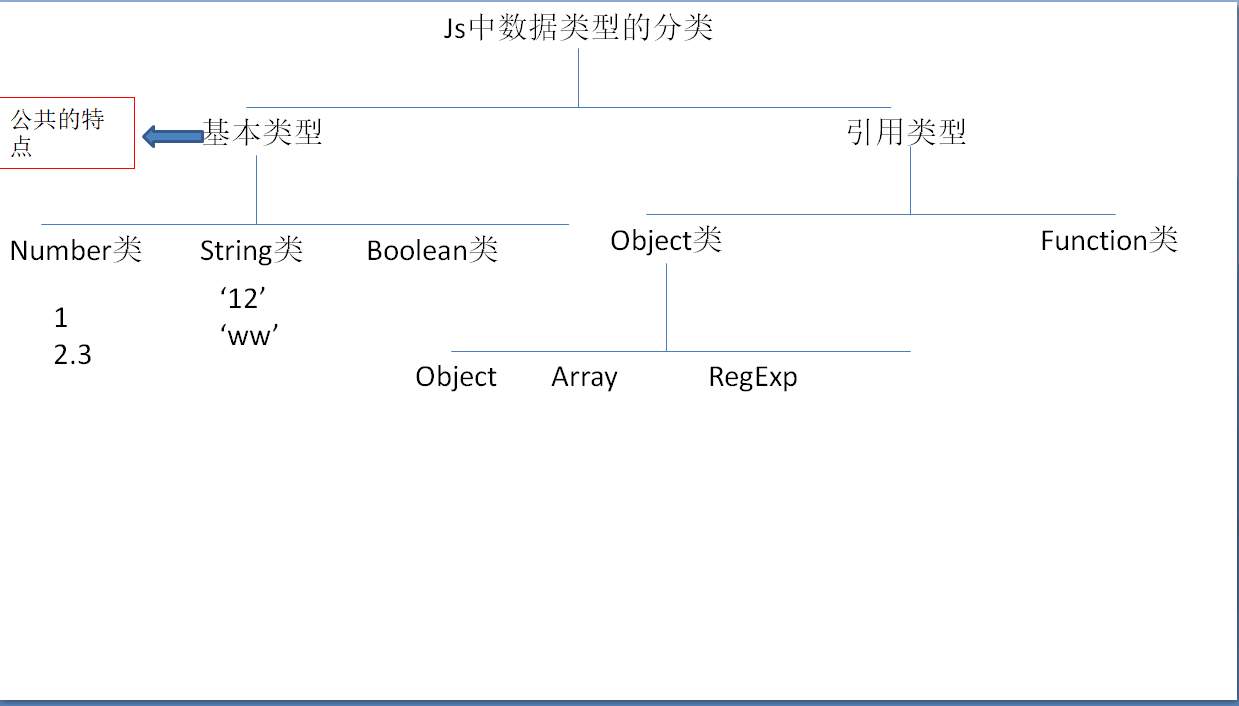 Js中数据类型的分类
公共的特
点
基本类型
引用类型
Number类
String类
Boolean类
Object类
Function类
‘12’
‘ww’
1
2.3
Object
Array
RegExp